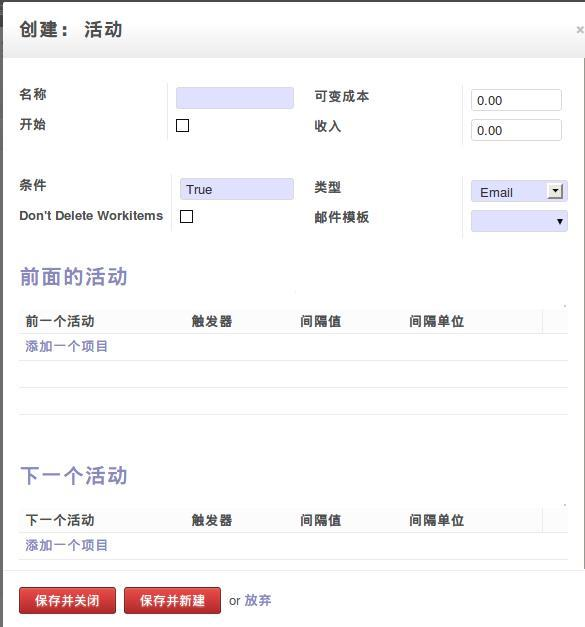 创建： 活动
×
名称
可变成本 0.00
开始
收入 0.00
条件 True
类型 Email
Don't Delete Workitems
邮件模板
前面的活动
前一个活动 触发器 间隔值 间隔单位
添加一个项目
下一个活动
下一个活动 触发器 间隔值 间隔单位
添加一个项目
保存并关闭 保存并新建 or 放弃